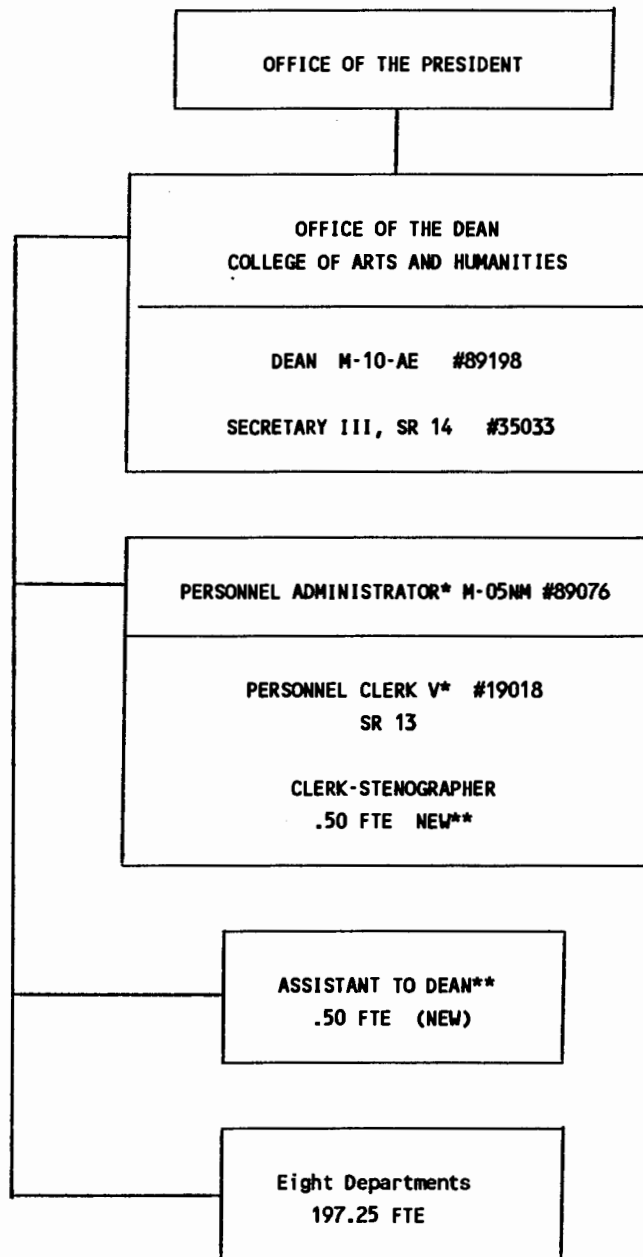 OFFICE OF THE PRESIDENT
OFFICE OF THE DEAN
COLLEGE OF ARTS AND HUMANITIES
DEAN M-10-AE #89198
SECRETARY III, SR 14 #35033
PERSONNEL ADMINISTRATOR* M-05NM #89076
PERSONNEL CLERK V* #19018
SR 13
CLERK-STENOGRAPHER
.50 FTE NEW**
ASSISTANT TO DEAN**
.50 FTE (NEW)
Eight Departments
197.25 FTE